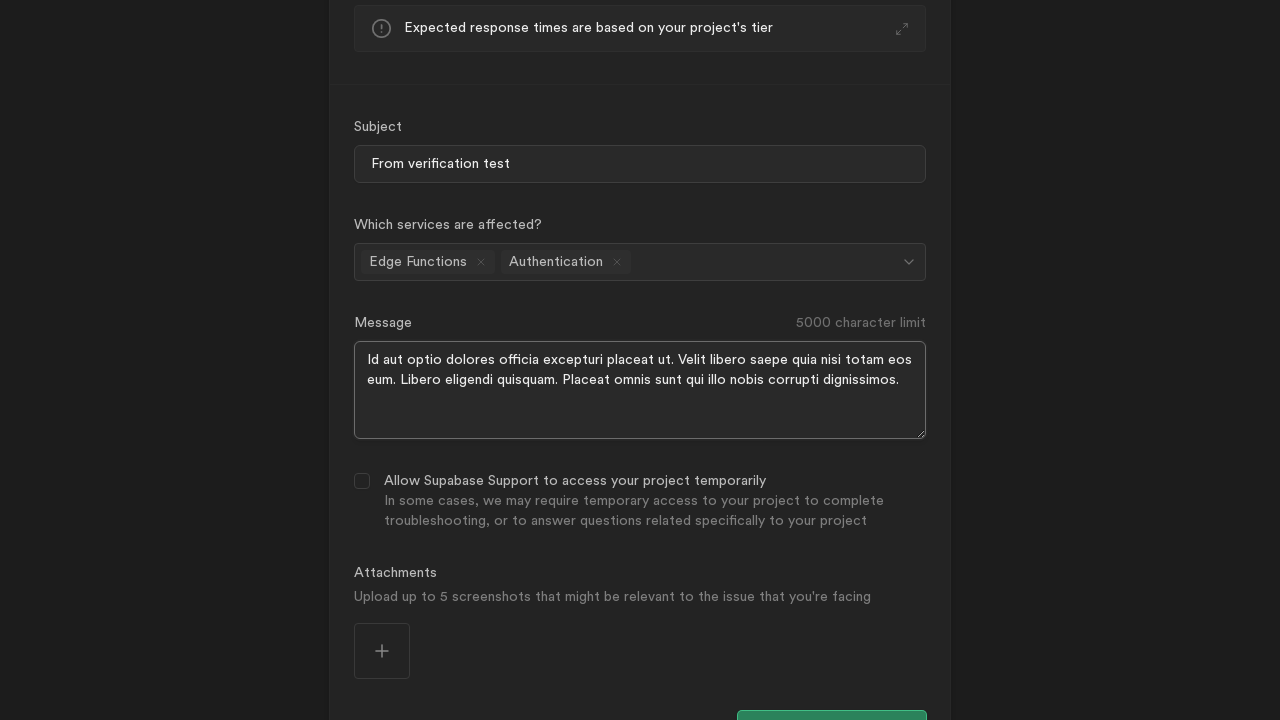 Expected response times are based on your project's tier
Subject
From verification test
Which services are affected?
Edge Functions Authentication
Message 5000 character limit
Id aut optio dolores officia excepturi placeat ut. Velit libero saepe quia nisi totam eos
eum. Libero eligendi quisquam. Placeat omnis sunt qui illo nobis corrupti dignissimos.
Allow Supabase Support to access your project temporarily
In some cases, we may require temporary access to your project to complete
troubleshooting, or to answer questions related specifically to your project
Attachments
Upload up to 5 screenshots that might be relevant to the issue that you're facing